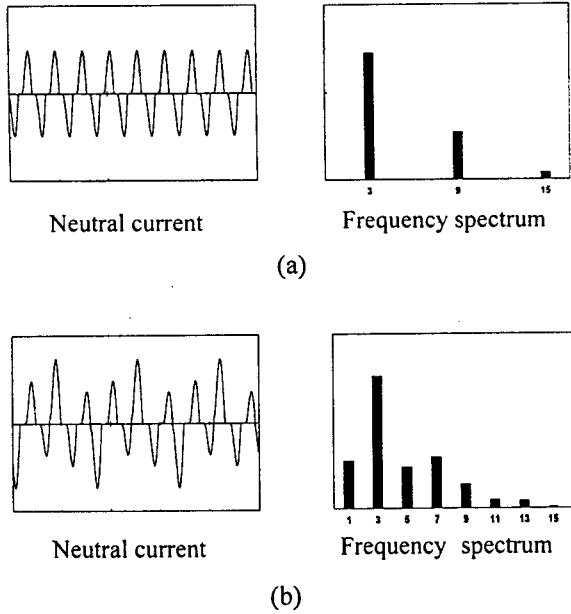 3 9 15
Neutral current Frequency spectrum
(a)
1 3 5 7 9 11 13 15
Neutral current Frequency spectrum
(b)